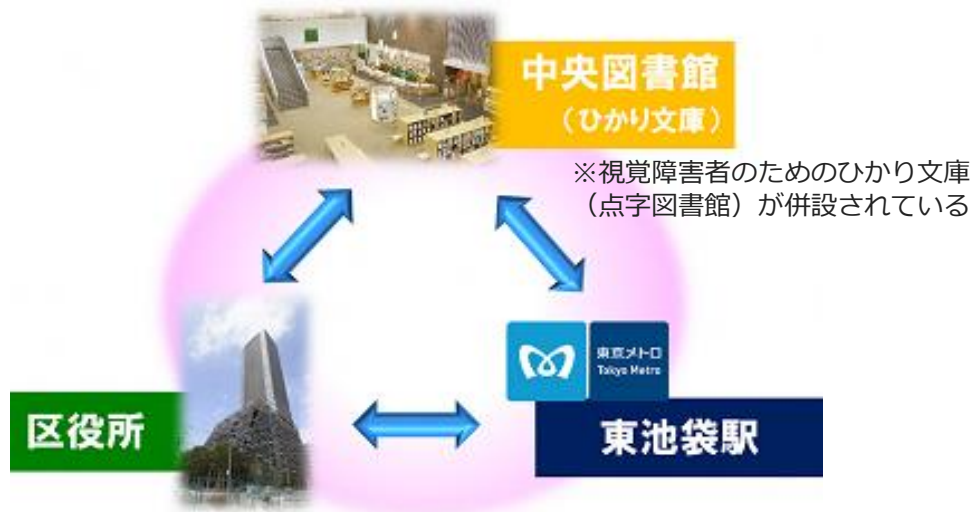 中央図書館
（ひかり文庫）
※視覚障害者のためのひかり文庫
（点字図書館）が併設されている
東京メトロ
Tokyo Metro
区役所
東池袋駅